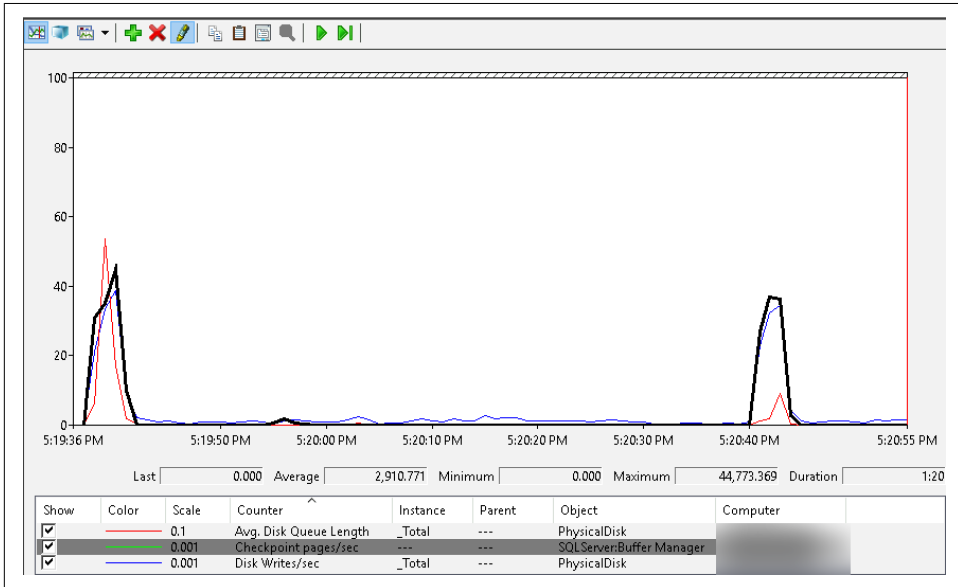 100
80
60
40
20
0
5:19:36 PM 5:19:50 PM 5:20:00 PM 5:20:10 PM 5:20:20 PM 5:20:30 PM 5:20:40 PM 5:20:55 PM
Last 0.000 Average 2,910.771 Minimum 0.000 Maximum 44,773.369 Duration 1:20
Show Color Scale Counter Instance Parent Object Computer
0.1 Avg. Disk Queue Length _Total --- PhysicalDisk
0.001 Checkpoint pages/sec --- --- SQLServer:Buffer Manager
0.001 Disk Writes/sec _Total --- PhysicalDisk